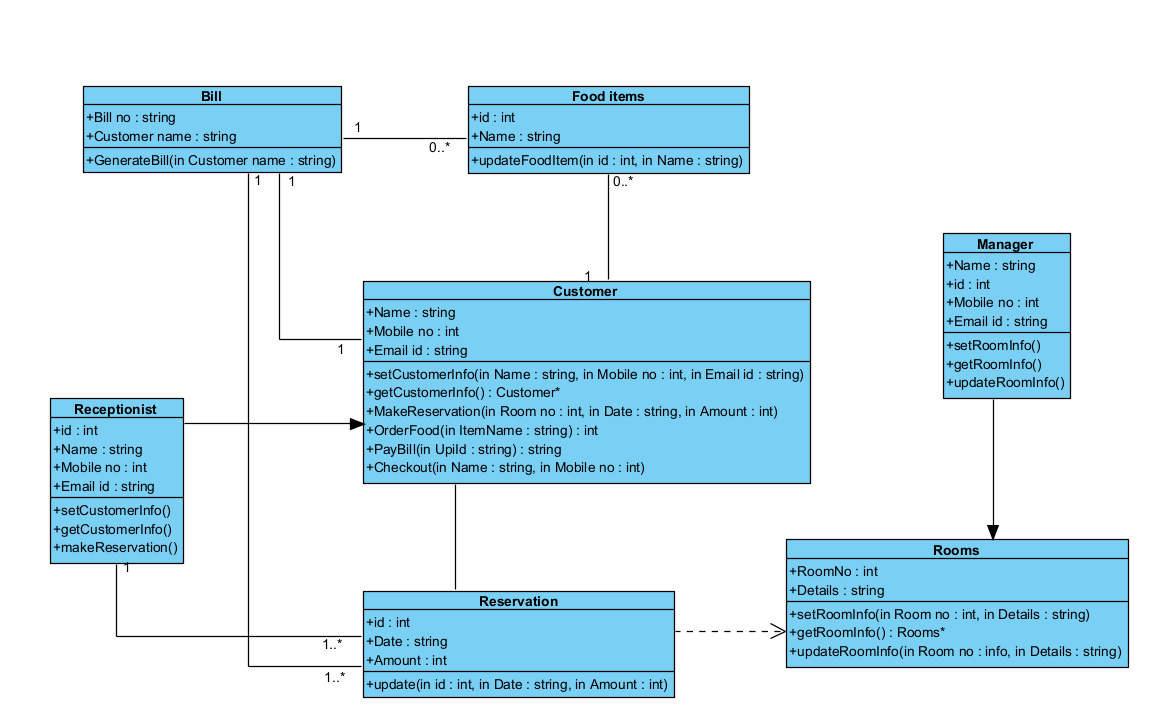 Bill
+Bill no : string
+Customer name : string
+GenerateBill(in Customer name : string)
1
0..*
1
1
Food items
+id : int
+Name : string
+updateFoodItem(in id : int, in Name : string)
0..*
1
Manager
+Name : string
+id : int
+Mobile no : int
+Email id : string
+setRoomInfo()
+getRoomInfo()
+updateRoomInfo()
Customer
+Name : string
+Mobile no : int
+Email id : string
+setCustomerInfo(in Name : string, in Mobile no : int, in Email id : string)
+getCustomerInfo() : Customer*
+MakeReservation(in Room no : int, in Date : string, in Amount : int)
+OrderFood(in ItemName : string) : int
+PayBill(in UpiId : string) : string
+Checkout(in Name : string, in Mobile no : int)
1
Receptionist
+id : int
+Name : string
+Mobile no : int
+Email id : string
+setCustomerInfo()
+getCustomerInfo()
+makeReservation()
1
Rooms
+RoomNo : int
+Details : string
+setRoomInfo(in Room no : int, in Details : string)
+getRoomInfo() : Rooms*
+updateRoomInfo(in Room no : info, in Details : string)
Reservation
+id : int
+Date : string
+Amount : int
+update(in id : int, in Date : string, in Amount : int)
1..*
1..*